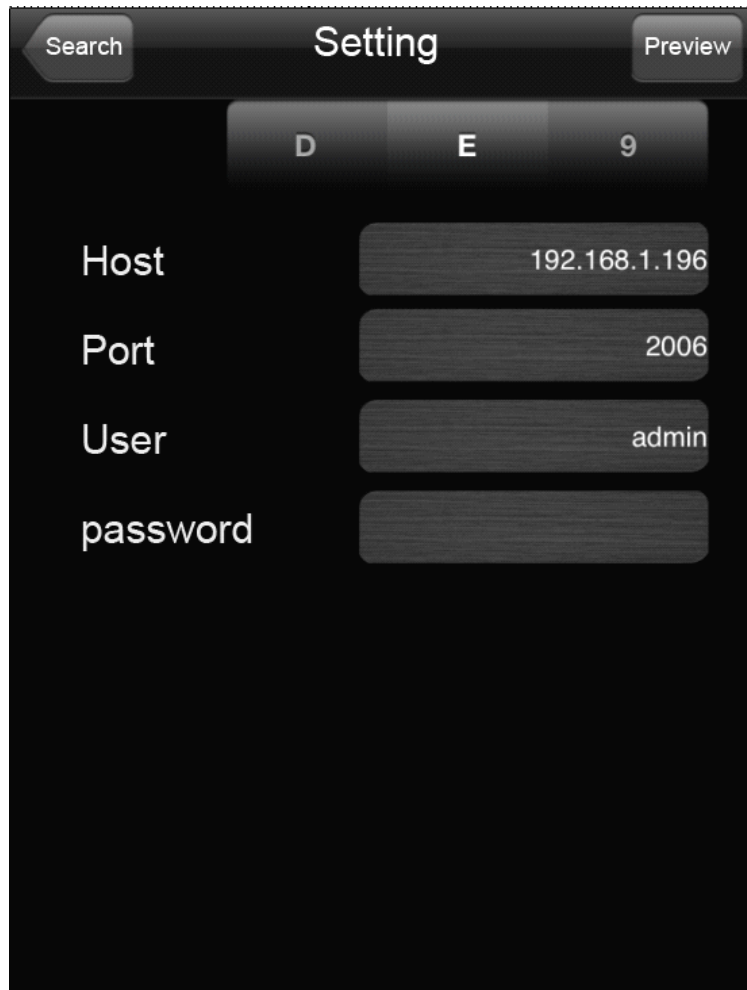 Search Setting Preview
D E 9
Host 192.168.1.196
Port 2006
User admin
password